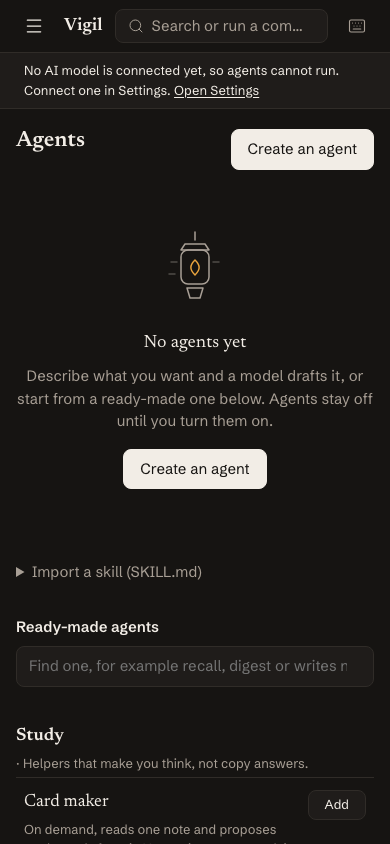 Vigil
Search or run a com...
No AI model is connected yet, so agents cannot run.
Connect one in Settings. Open Settings
Agents
Create an agent
No agents yet
Describe what you want and a model drafts it, or
start from a ready-made one below. Agents stay off
until you turn them on.
Create an agent
Import a skill (SKILL.md)
Ready-made agents
Find one, for example recall, digest or writes
Study
· Helpers that make you think, not copy answers.
Card maker
Add
On demand, reads one note and proposes